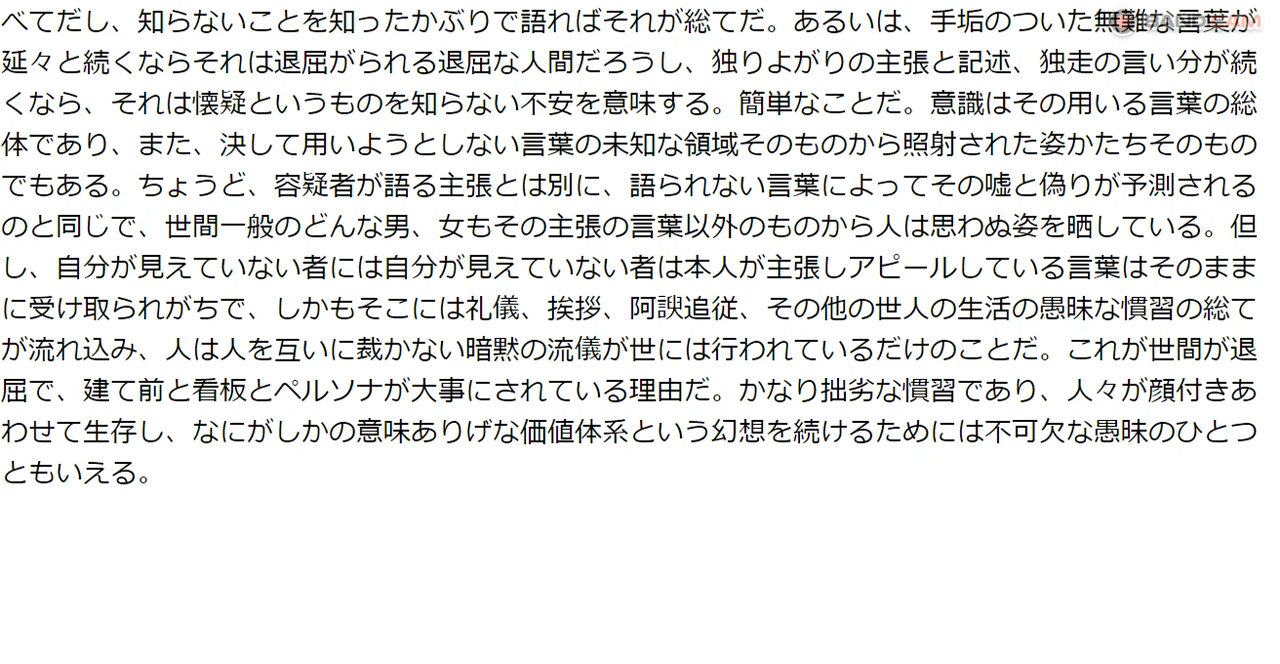 べてだし、知らないことを知ったかぶりで語ればそれが総てだ。あるいは、手垢のついた無難な言葉が
延々と続くならそれは退屈がられる退屈な人間だろうし、独りよがりの主張と記述、独走の言い分が続
くなら、それは懐疑というものを知らない不安を意味する。簡単なことだ。意識はその用いる言葉の総
体であり、また、決して用いようとしない言葉の未知な領域そのものから照射された姿かたちそのもの
でもある。ちょうど、容疑者が語る主張とは別に、語られない言葉によってその嘘と偽りが予測される
のと同じで、世間一般のどんな男、女もその主張の言葉以外のものから人は思わぬ姿を晒している。但
し、自分が見えていない者には自分が見えていない者は本人が主張しアピールしている言葉はそのまま
に受け取られがちで、しかもそこには礼儀、挨拶、阿諛追従、その他の世人の生活の愚昧な慣習の総て
が流れ込み、人は人を互いに裁かない暗黙の流儀が世には行われているだけのことだ。これが世間が退
屈で、建て前と看板とペルソナが大事にされている理由だ。かなり拙劣な慣習であり、人々が顔付きあ
わせて生存し、なにがしかの意味ありげな価値体系という幻想を続けるためには不可欠な愚昧のひとつ
ともいえる。